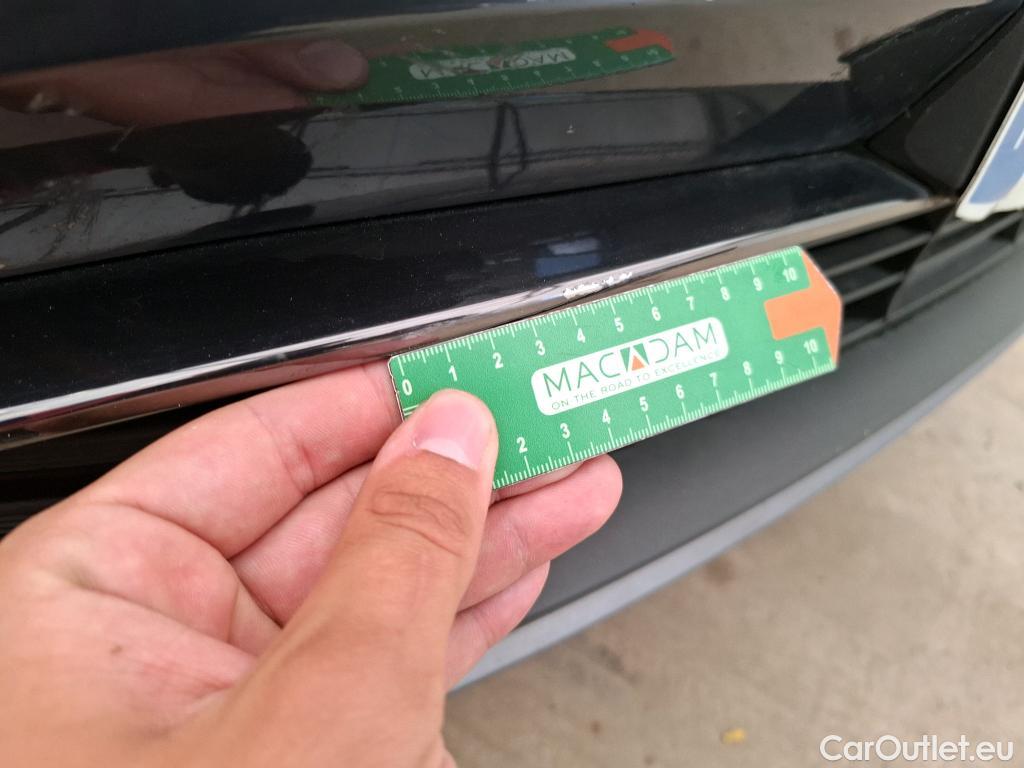 0 1 2 3 4 5 6 7 8 9 10
MACADAM
ON THE ROAD TO EXCELLENCE
2 3 4 5 6 7 8 9 10
CarOutlet.eu